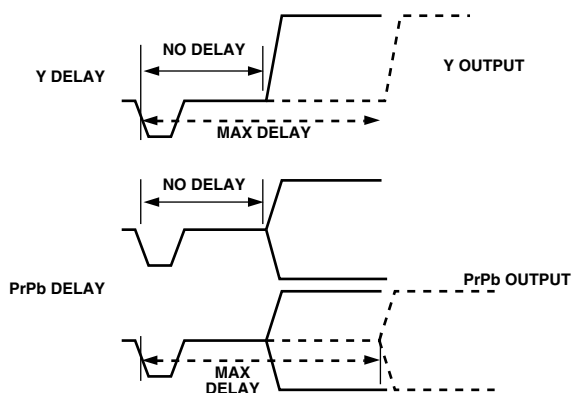 NO DELAY
Y DELAY
Y OUTPUT
MAX DELAY
NO DELAY
PrPb DELAY
PrPb OUTPUT
MAX
DELAY